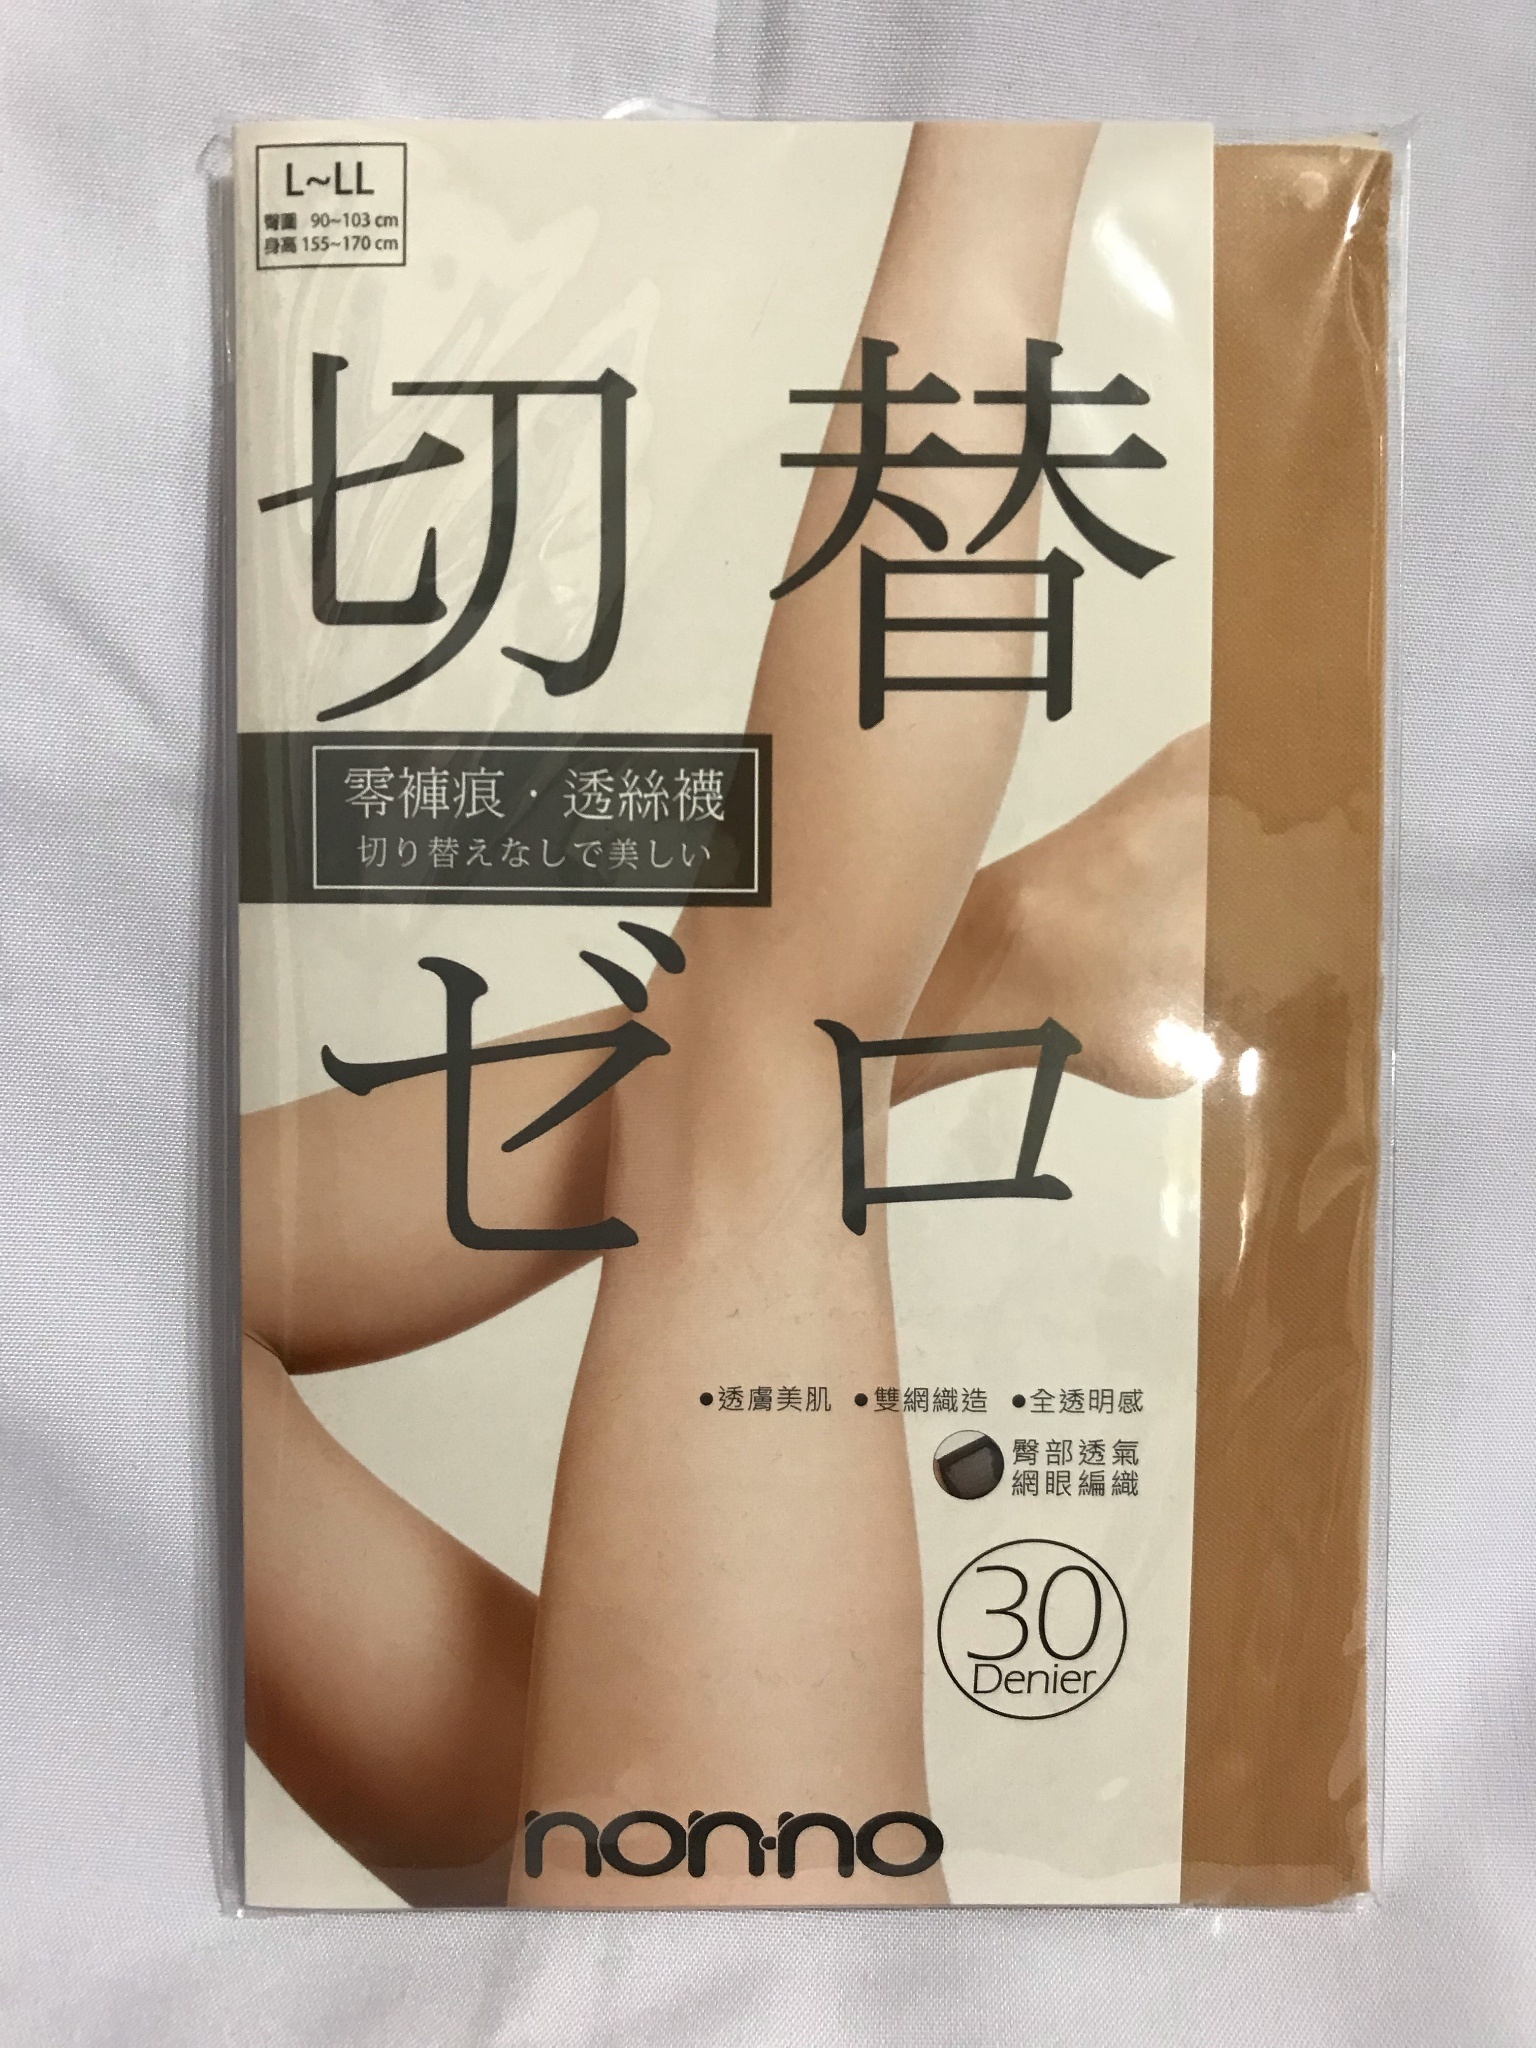 L~LL
臀圍 90~103 cm
身高 155~170 cm
切替
零褲痕・透絲襪
切り替えなしで美しい
ゼロ
●透膚美肌 ●雙網織造 ●全透明感
臀部透氣
網眼編織
30
Denier
non·no